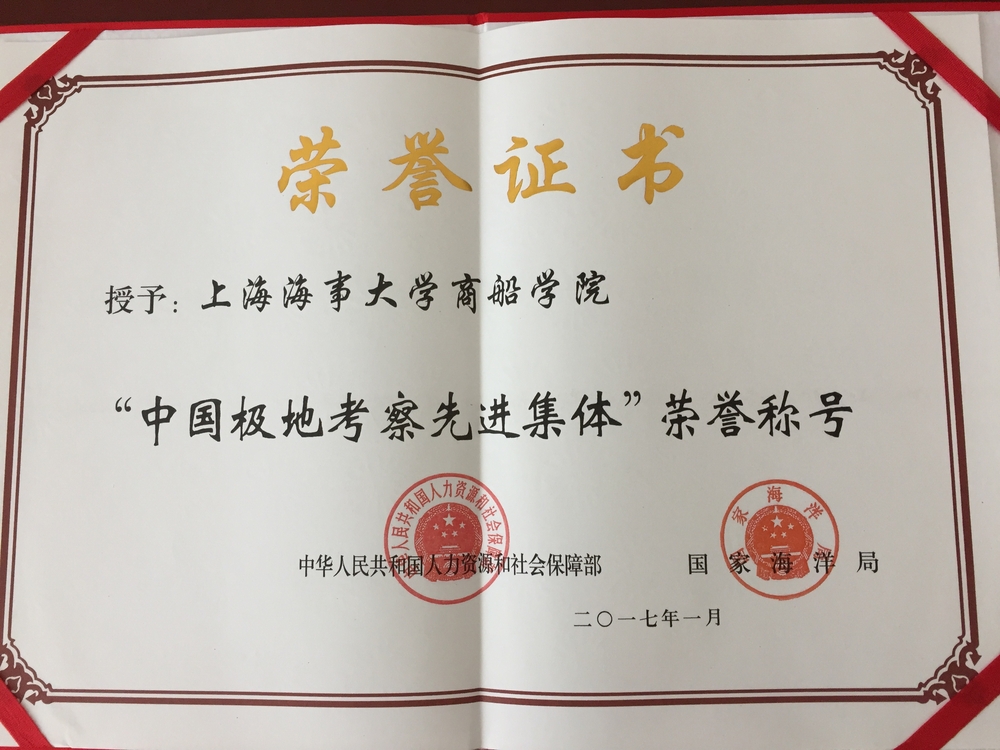 荣誉证书
授予：上海海事大学商船学院
“中国极地考察先进集体”荣誉称号
中华人民共和国人力资源和社会保障部 国家海洋局
二〇一七年一月